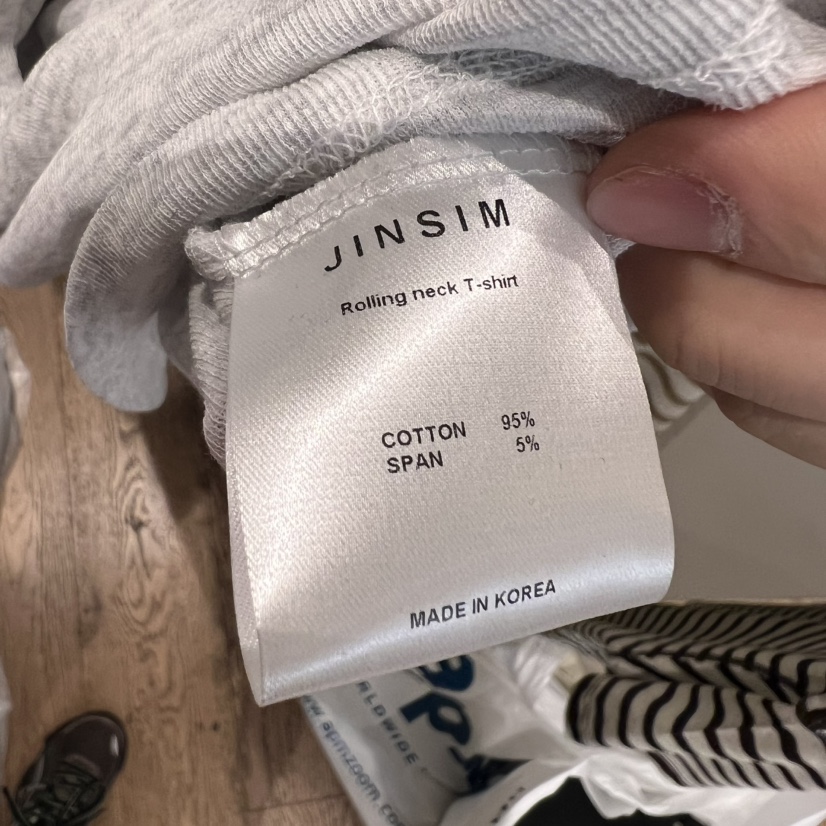 JINSIM
Rolling neck T-shirt
COTTON 95%
SPAN 5%
MADE IN KOREA